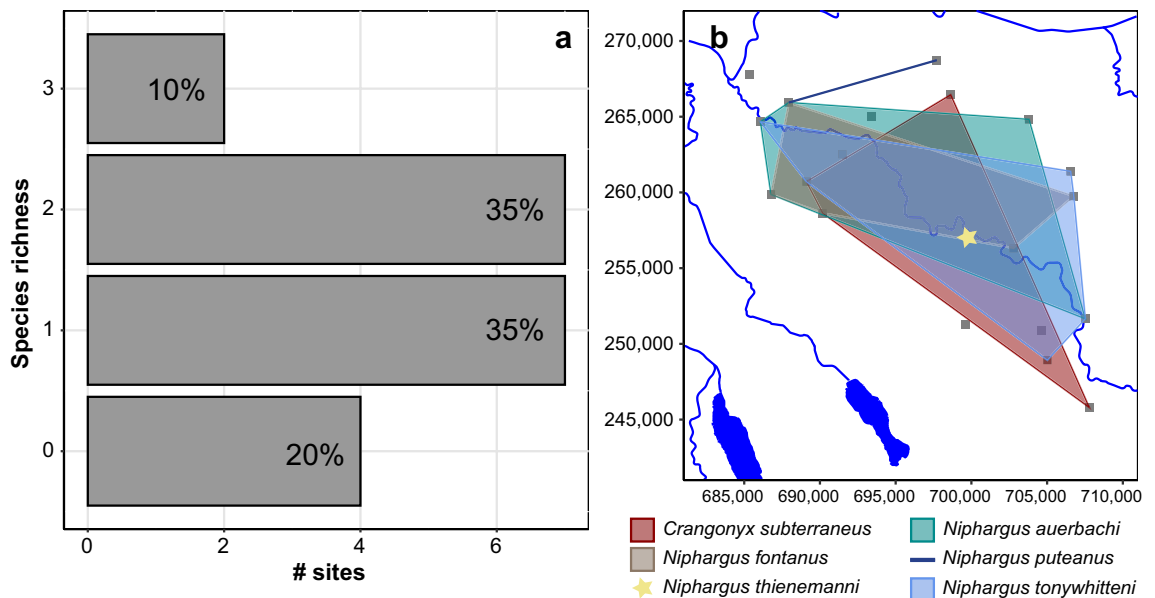 a
3
2
1
0
10%
35%
35%
20%
0
2
4
6
# sites
Species richness
b
270,000
265,000
260,000
255,000
250,000
245,000
685,000
690,000
695,000
700,000
705,000
710,000
Crangonyx subterraneus
Niphargus fontanus
Niphargus thienemanni
Niphargus auerbachi
Niphargus puteanus
Niphargus tonywhitteni